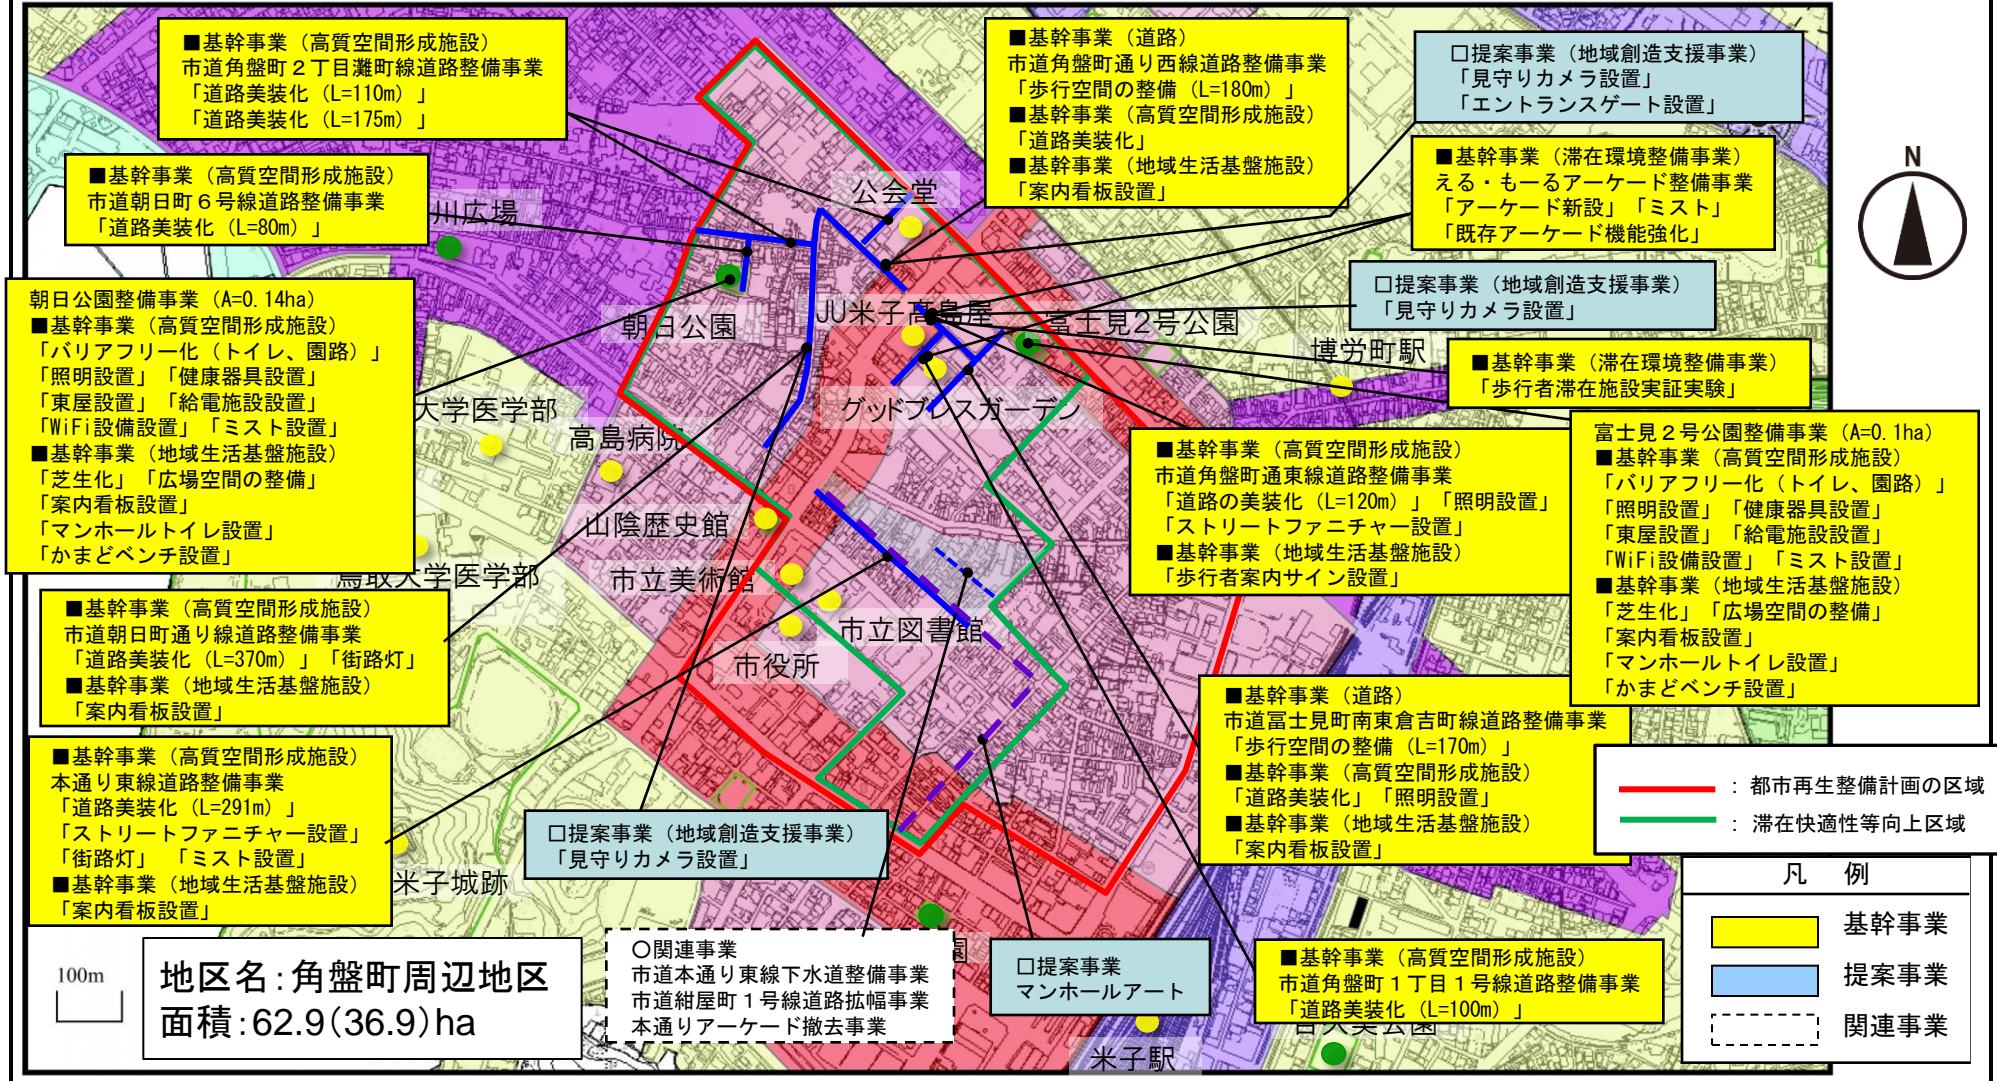 ■基幹事業（高質空間形成施設）
市道角盤町２丁目灘町線道路整備事業
「道路美装化（L=110m）」
「道路美装化（L=175m）」
■基幹事業（道路）
市道角盤町通り西線道路整備事業
「歩行空間の整備（L=180m）」
■基幹事業（高質空間形成施設）
「道路美装化」
■基幹事業（地域生活基盤施設）
「案内看板設置」
□提案事業（地域創造支援事業）
「見守りカメラ設置」
「エントランスゲート設置」
■基幹事業（滞在環境整備事業）
える・もーるアーケード整備事業
「アーケード新設」「ミスト」
「既存アーケード機能強化」
N
■基幹事業（高質空間形成施設）
市道朝日町６号線道路整備事業
「道路美装化（L=80m）」
川広場
公会堂
□提案事業（地域創造支援事業）
「見守りカメラ設置」
朝日公園整備事業（A=0.14ha）
■基幹事業（高質空間形成施設）
「バリアフリー化（トイレ、園路）」
「照明設置」「健康器具設置」
「東屋設置」「給電施設設置」
「WiFi設備設置」「ミスト設置」
■基幹事業（地域生活基盤施設）
「芝生化」「広場空間の整備」
「案内看板設置」
「マンホールトイレ設置」
「かまどベンチ設置」
朝日公園
JU米子高島屋
富士見2号公園
博労町駅
■基幹事業（滞在環境整備事業）
「歩行者滞在施設実証実験」
大学医学部
高島病院
グッドブレスガーデン
■基幹事業（高質空間形成施設）
市道角盤町通東線道路整備事業
「道路の美装化（L=120m）」「照明設置」
「ストリートファニチャー設置」
■基幹事業（地域生活基盤施設）
「歩行者案内サイン設置」
富士見２号公園整備事業（A=0.1ha）
■基幹事業（高質空間形成施設）
「バリアフリー化（トイレ、園路）」
「照明設置」「健康器具設置」
「東屋設置」「給電施設設置」
「WiFi設備設置」「ミスト設置」
■基幹事業（地域生活基盤施設）
「芝生化」「広場空間の整備」
「案内看板設置」
「マンホールトイレ設置」
「かまどベンチ設置」
山陰歴史館
鳥取大学医学部
市立美術館
市立図書館
市役所
■基幹事業（高質空間形成施設）
市道朝日町通り線道路整備事業
「道路美装化（L=370m）」「街路灯」
■基幹事業（地域生活基盤施設）
「案内看板設置」
■基幹事業（道路）
市道富士見町南東倉吉町線道路整備事業
「歩行空間の整備（L=170m）」
■基幹事業（高質空間形成施設）
「道路美装化」「照明設置」
■基幹事業（地域生活基盤施設）
「案内看板設置」
■基幹事業（高質空間形成施設）
本通り東線道路整備事業
「道路美装化（L=291m）」
「ストリートファニチャー設置」
「街路灯」 「ミスト設置」
■基幹事業（地域生活基盤施設）
「案内看板設置」
米子城跡
□提案事業（地域創造支援事業）
「見守りカメラ設置」
：都市再生整備計画の区域
：滞在快適性等向上区域
凡 例
基幹事業
提案事業
関連事業
100m
地区名：角盤町周辺地区
面積：62.9（36.9）ha
○関連事業
市道本通り東線下水道整備事業
市道紺屋町１号線道路拡幅事業
本通りアーケード撤去事業
園
□提案事業
マンホールアート
■基幹事業（高質空間形成施設）
市道角盤町１丁目１号線道路整備事業
「道路美装化（L=100m）」
米子駅